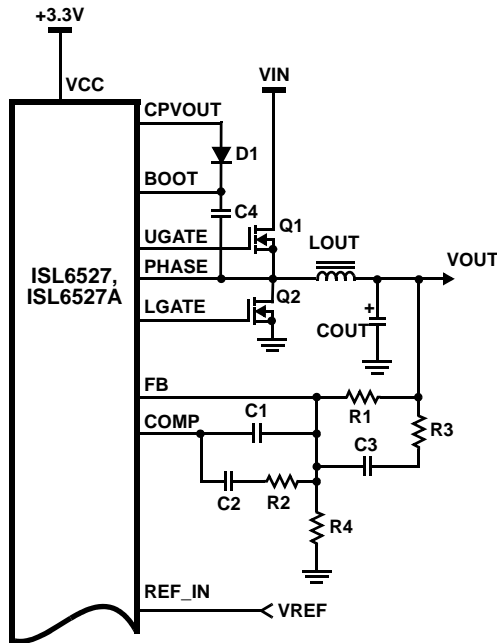 +3.3V
VCC
VIN
CPVOUT
D1
BOOT
C4
Q1
UGATE
LOUT
VOUT
PHASE
ISL6527,
ISL6527A
Q2
LGATE
+
COUT
FB
R1
COMP
C1
R3
C3
C2
R2
R4
REF_IN
VREF